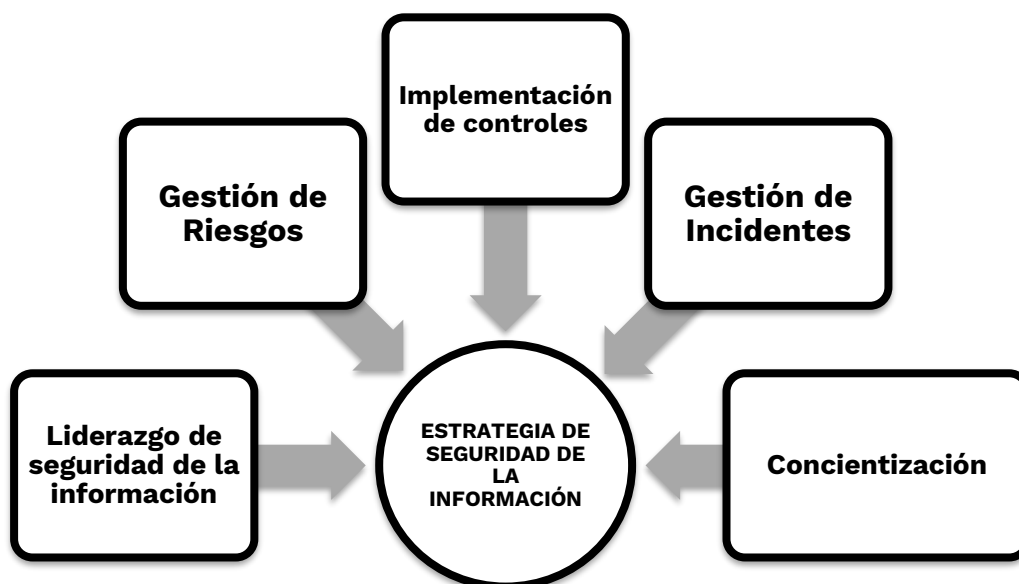 Implementación
de controles
Gestión de
Riesgos
Gestión de
Incidentes
Liderazgo de
seguridad de la
información
ESTRATEGIA DE
SEGURIDAD DE
LA
INFORMACIÓN
Concientización